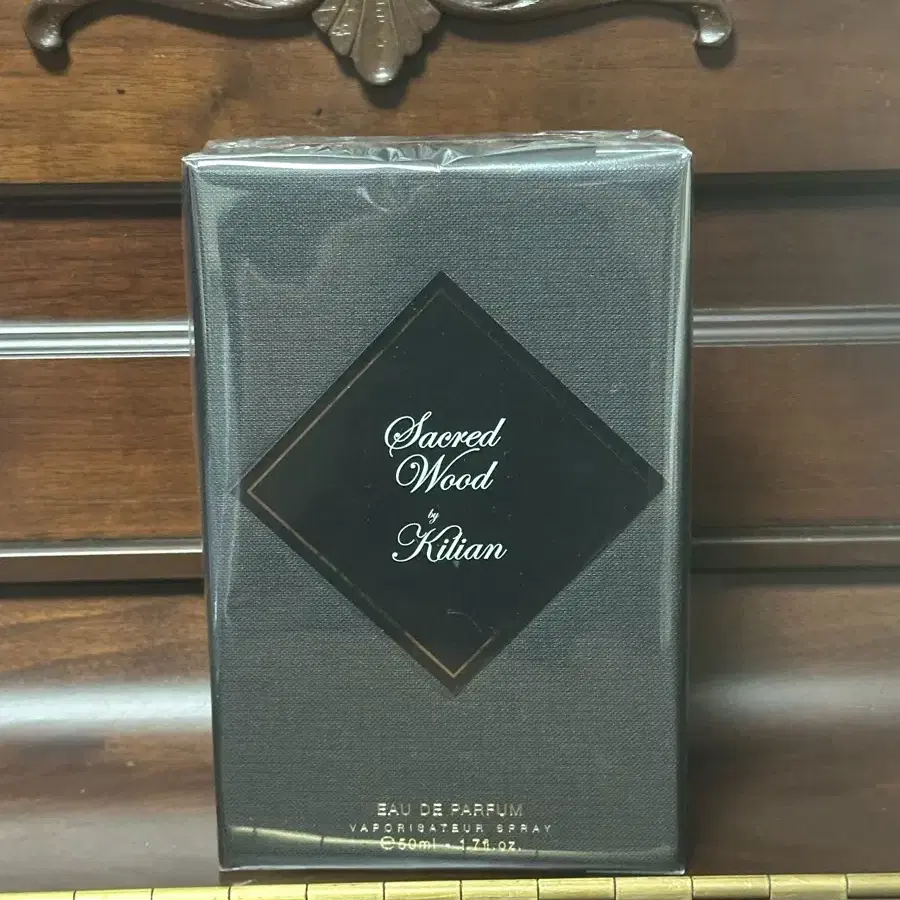 Sacred
Wood
by
Kilian
EAU DE PARFUM
VAPORISATEUR SPRAY
℮50ml - 1.7fl.oz.